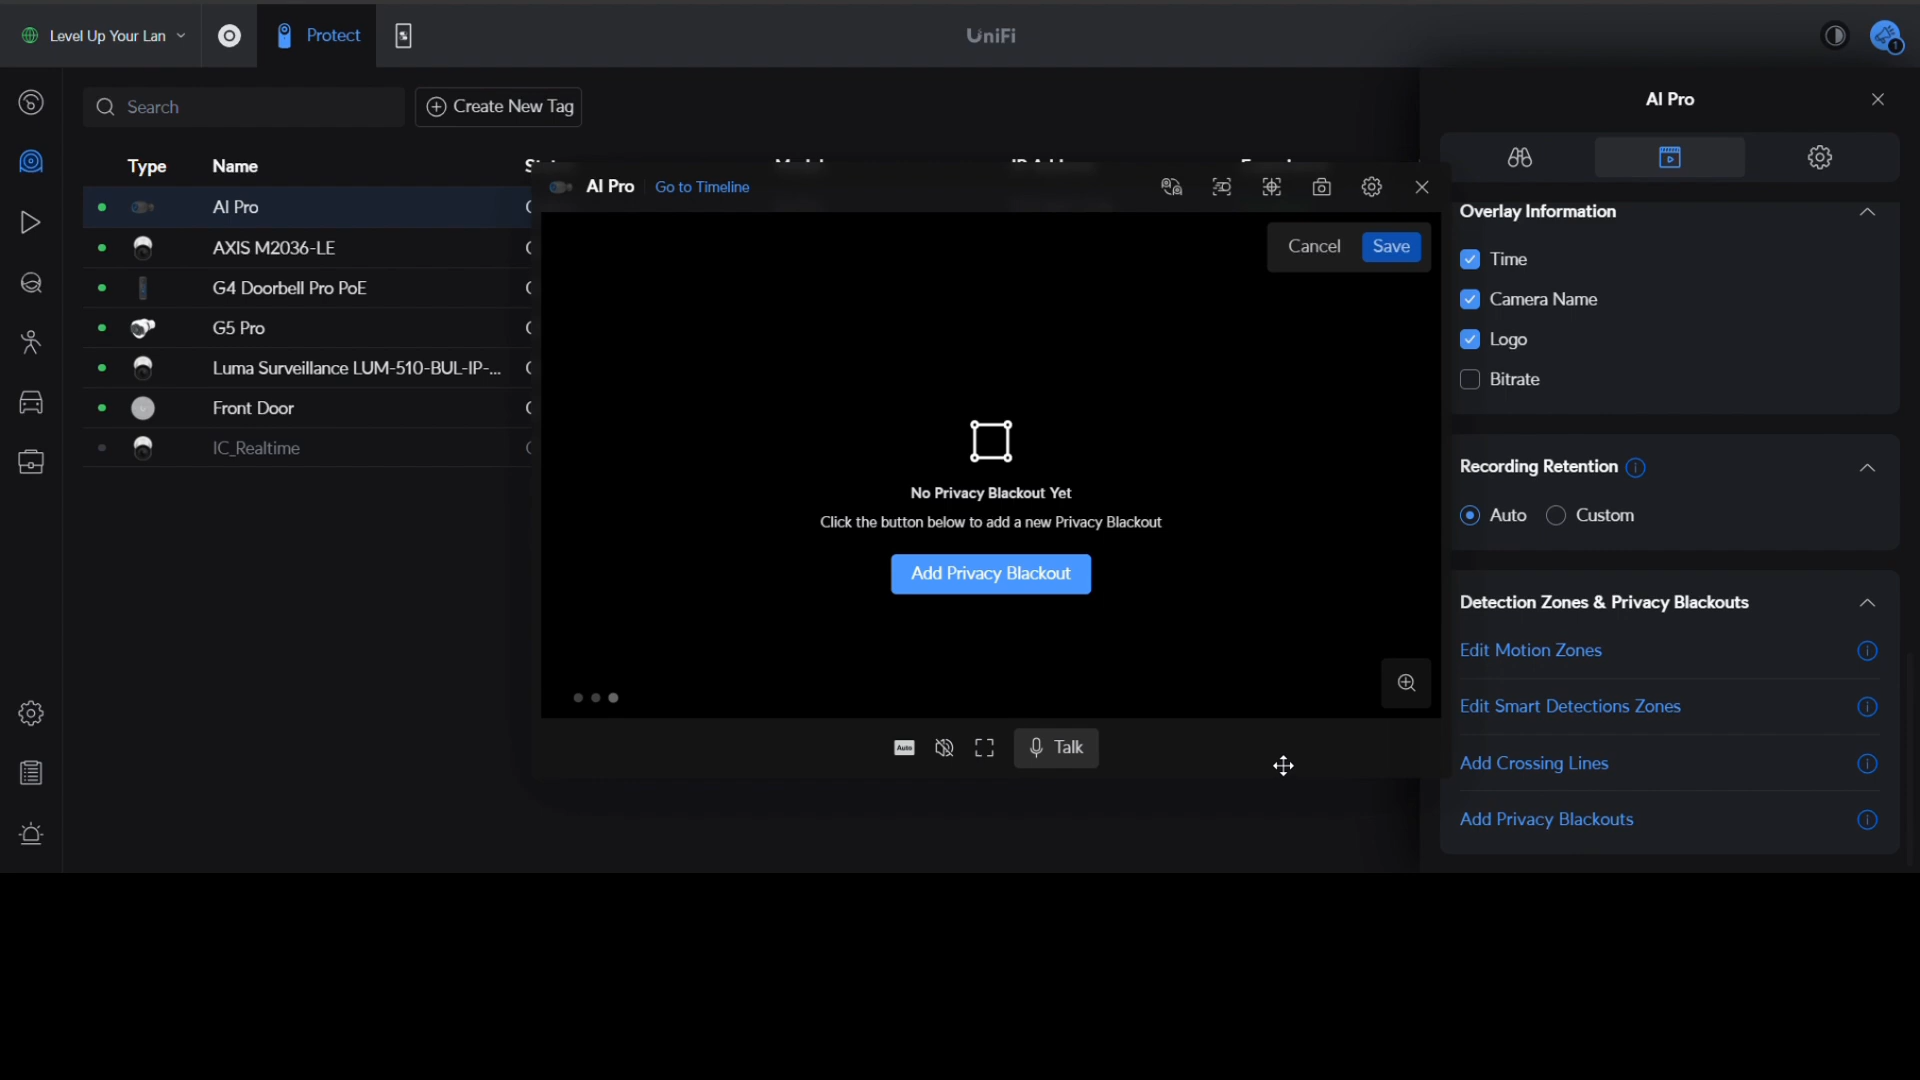 Level Up Your Lan
Protect
UniFi
1
Search
Create New Tag
AI Pro
Type
Name
AI Pro
AXIS M2036-LE
G4 Doorbell Pro PoE
G5 Pro
Luma Surveillance LUM-510-BUL-IP-...
Front Door
IC_Realtime
AI Pro
Go to Timeline
Cancel
Save
No Privacy Blackout Yet
Click the button below to add a new Privacy Blackout
Add Privacy Blackout
Auto
Talk
Overlay Information
Time
Camera Name
Logo
Bitrate
Recording Retention
Auto
Custom
Detection Zones & Privacy Blackouts
Edit Motion Zones
Edit Smart Detections Zones
Add Crossing Lines
Add Privacy Blackouts